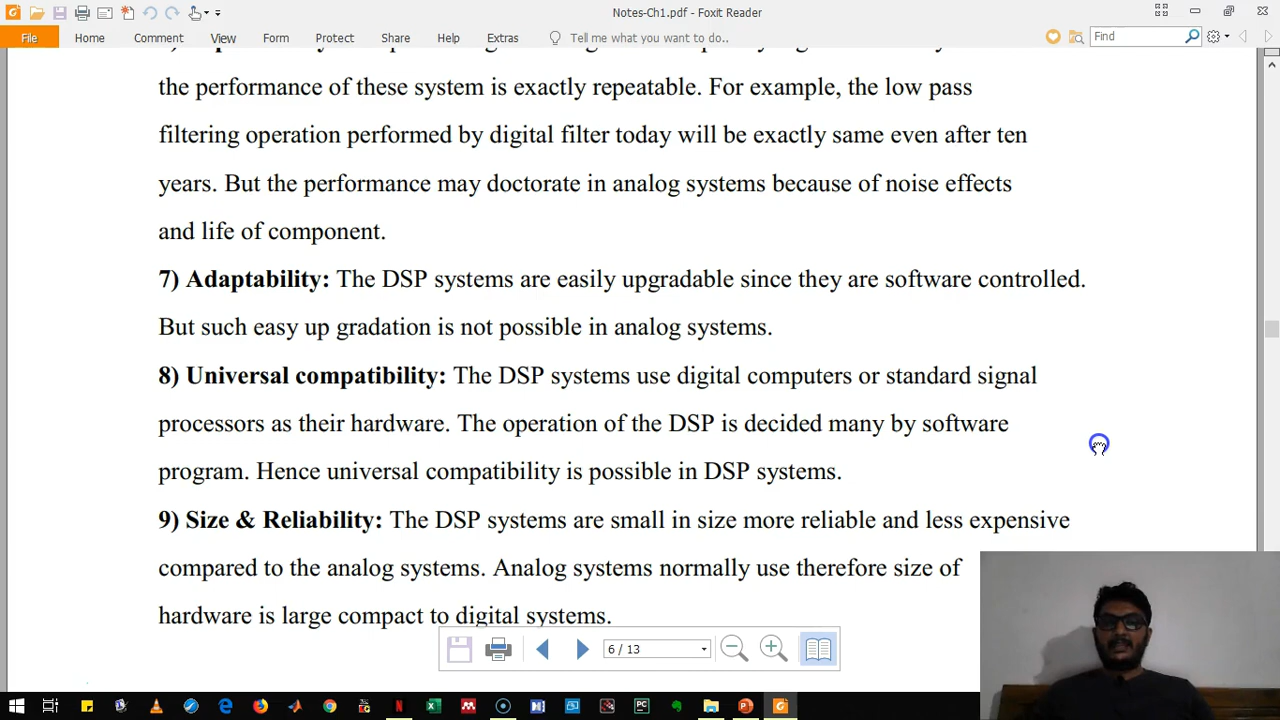 Notes-Ch1.pdf - Foxit Reader
File Home Comment View Form Protect Share Help Extras Tell me what you want to do.. Find
the performance of these system is exactly repeatable. For example, the low pass
filtering operation performed by digital filter today will be exactly same even after ten
years. But the performance may doctorate in analog systems because of noise effects
and life of component.
7) Adaptability: The DSP systems are easily upgradable since they are software controlled.
But such easy up gradation is not possible in analog systems.
8) Universal compatibility: The DSP systems use digital computers or standard signal
processors as their hardware. The operation of the DSP is decided many by software
program. Hence universal compatibility is possible in DSP systems.
9) Size & Reliability: The DSP systems are small in size more reliable and less expensive
compared to the analog systems. Analog systems normally use therefore size of
hardware is large compact to digital systems.
6 / 13